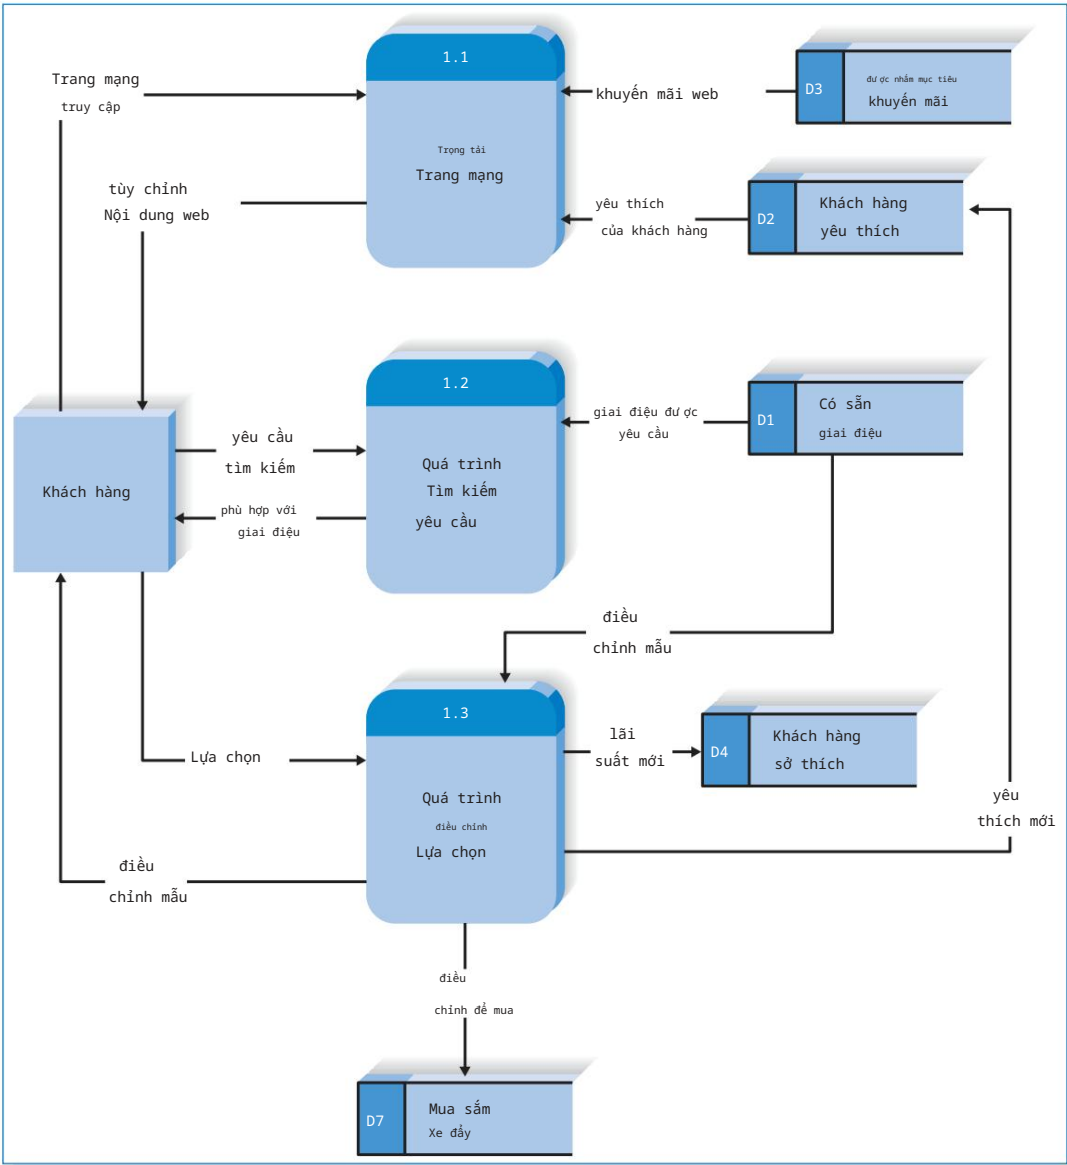 1.1
Trang mạng
truy cập
khuyến mãi web
D3
được nhắm mục tiêu
khuyến mãi
Trọng tải
Trang mạng
tùy chỉnh
Nội dung web
yêu thích
của khách hàng
D2
Khách hàng
yêu thích
1.2
giai điệu được
yêu cầu
D1
Có sẵn
giai điệu
yêu cầu
tìm kiếm
Quá trình
Tìm kiếm
yêu cầu
Khách hàng
phù hợp với
giai điệu
điều
chỉnh mẫu
1.3
Lựa chọn
lãi
suất mới
D4
Khách hàng
sở thích
Quá trình
điều chỉnh
Lựa chọn
yêu
thích mới
điều
chỉnh mẫu
điều
chỉnh để mua
D7
Mua sắm
Xe đẩy